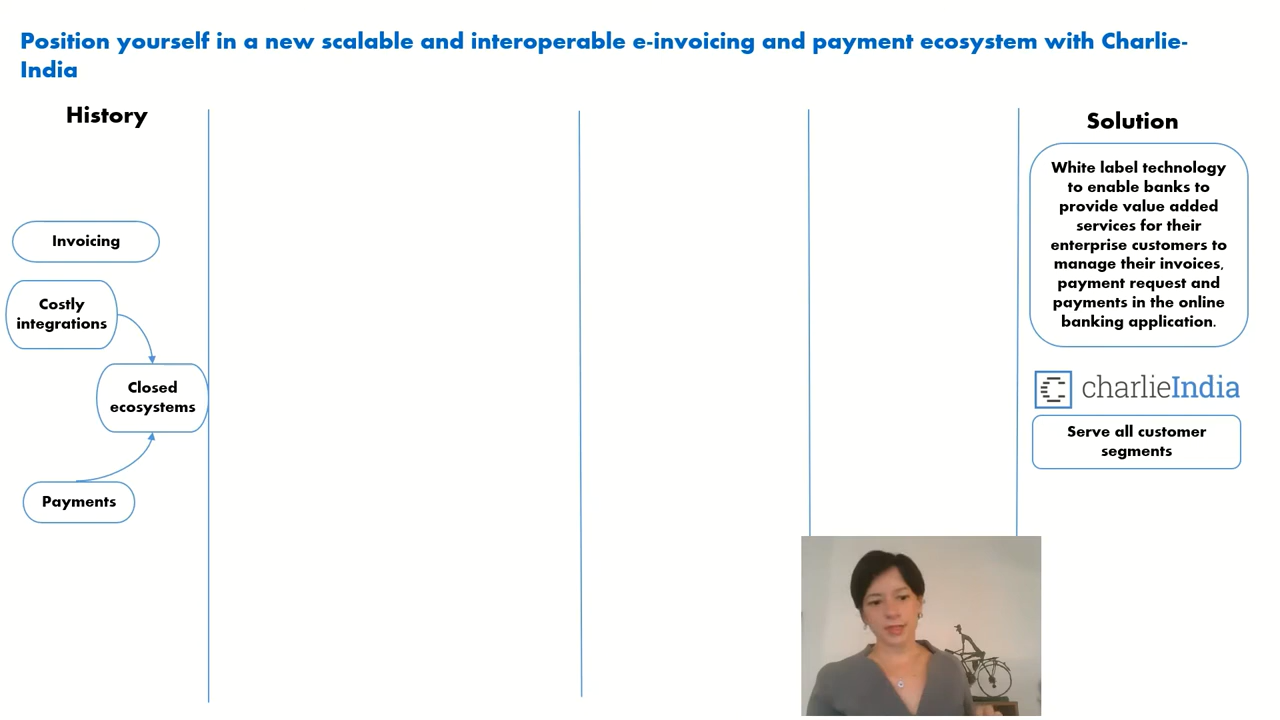 Position yourself in a new scalable and interoperable e-invoicing and payment ecosystem with Charlie-
India
History
Invoicing
Costly
integrations
Closed
ecosystems
Payments
Solution
White label technology
to enable banks to
provide value added
services for their
enterprise customers to
manage their invoices,
payment request and
payments in the online
banking application.
charlieIndia
Serve all customer
segments